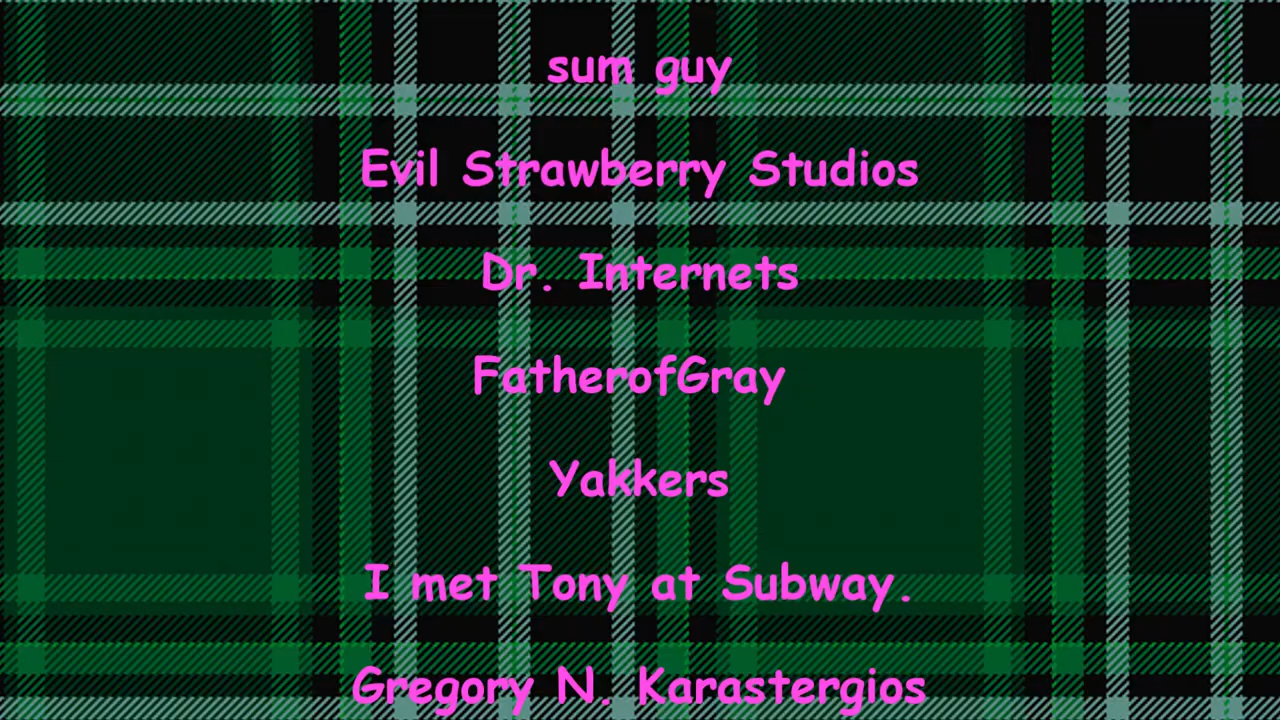 sum guy
Evil Strawberry Studios
Dr. Internets
FatherofGray
Yakkers
I met Tony at Subway.
Gregory N. Karastergios